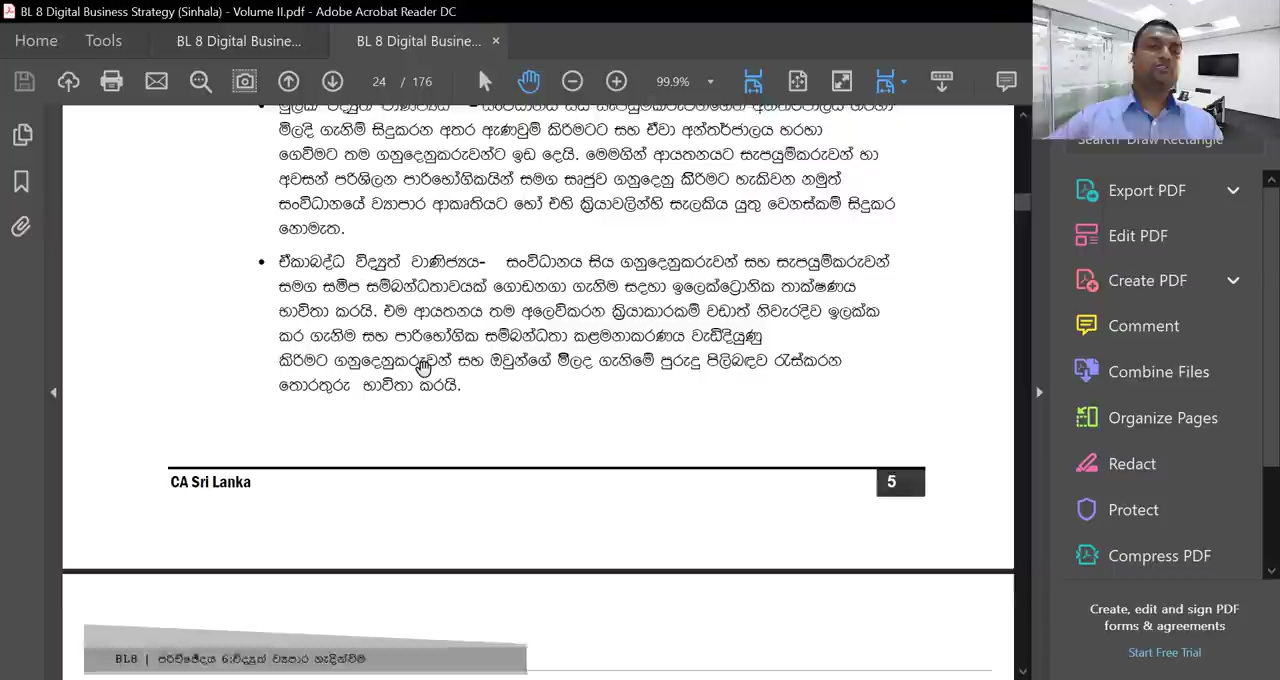 BL 8 Digital Business Strategy (Sinhala) - Volume II.pdf - Adobe Acrobat Reader DC
Home Tools BL 8 Digital Busine... BL 8 Digital Busine... ×
24 / 176 99.9%
මිලදී ගැනීම් සිදුකරන අතර ඇණවුම් කිරීමටට සහ ඒවා අන්තර්ජාලය හරහා
ගෙවීමට තම ගනුදෙනුකරුවන්ට ඉඩ දෙයි. මෙමගින් ආයතනයට සැපයුම්කරුවන් හා
අවසන් පරිශීලන පාරිභෝගිකයින් සමග සෘජුව ගනුදෙනු කිරීමට හැකිවන නමුත්
සංවිධානයේ ව්‍යාපාර ආකෘතියට හෝ එහි ක්‍රියාවලින්හි සැලකිය යුතු වෙනස්කම් සිදුකර
නොමැත.
• ඒකාබද්ධ විද්‍යුත් වාණිජ්‍යය- සංවිධානය සිය ගනුදෙනුකරුවන් සහ සැපයුම්කරුවන්
සමග සමීප සම්බන්ධතාවයක් ගොඩනගා ගැනීම සදහා ඉලෙක්ට්‍රොනික තාක්ෂණය
භාවිතා කරයි. එම ආයතනය තම අලෙවිකරන ක්‍රියාකාරකම් වඩාත් නිවැරදිව ඉලක්ක
කර ගැනීම සහ පාරිභෝගික සම්බන්ධතා කළමනාකරණය වැඩිදියුණු
කිරීමට ගනුදෙනුකරුවන් සහ ඔවුන්ගේ මිලද ගැනීමේ පුරුදු පිලිබඳව රැස්කරන
තොරතුරු භාවිතා කරයි.
CA Sri Lanka 5
BL8 | පරිච්ඡේදය 6:විද්‍යුක් ව්‍යාපාර හැඳින්වීම
Search 'Draw Rectangle'
Export PDF
Edit PDF
Create PDF
Comment
Combine Files
Organize Pages
Redact
Protect
Compress PDF
Create, edit and sign PDF
forms & agreements
Start Free Trial